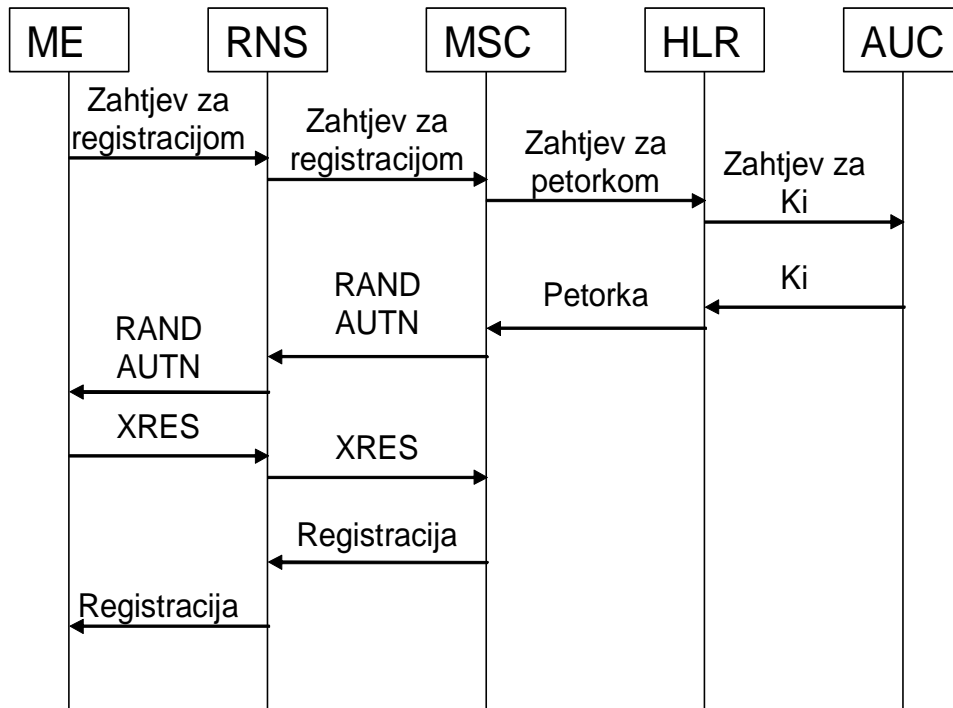 ME
RNS
MSC
HLR
AUC
Zahtjev za
registracijom
Zahtjev za
registracijom
Zahtjev za
petorkom
Zahtjev za
Ki
Ki
Petorka
RAND
AUTN
RAND
AUTN
XRES
XRES
Registracija
Registracija